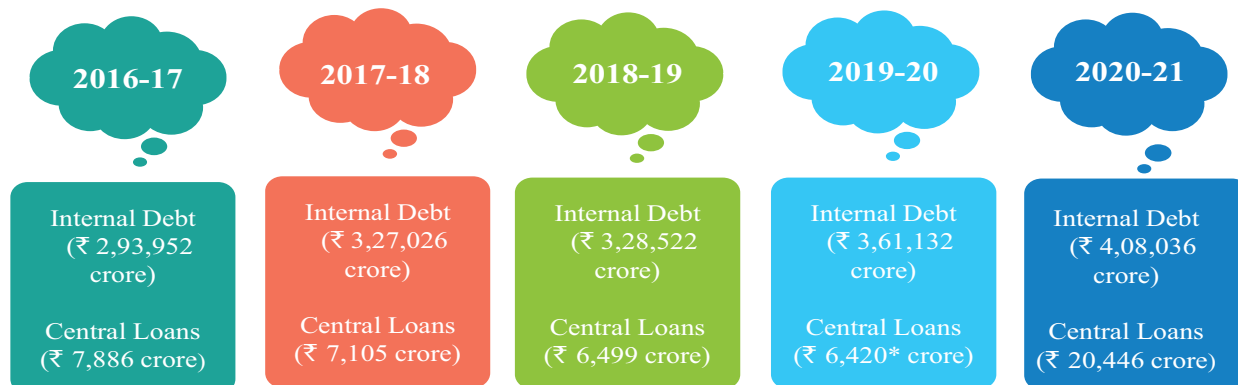 2016-17
Internal Debt
(₹ 2,93,952
crore)
Central Loans
(₹ 7,886 crore)
2017-18
Internal Debt
(₹ 3,27,026
crore)
Central Loans
(₹ 7,105 crore)
2018-19
Internal Debt
(₹ 3,28,522
crore)
Central Loans
(₹ 6,499 crore)
2019-20
Internal Debt
(₹ 3,61,132
crore)
Central Loans
(₹ 6,420* crore)
2020-21
Internal Debt
(₹ 4,08,036
crore)
Central Loans
(₹ 20,446 crore)